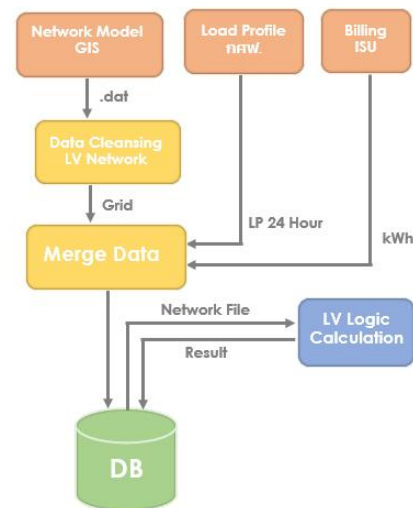 Network Model
GIS
Load Profile
กศฟ.
Billing
ISU
.dat
Data Cleansing
LV Network
Grid
LP 24 Hour
kWh
Merge Data
Network File
LV Logic
Calculation
Result
DB